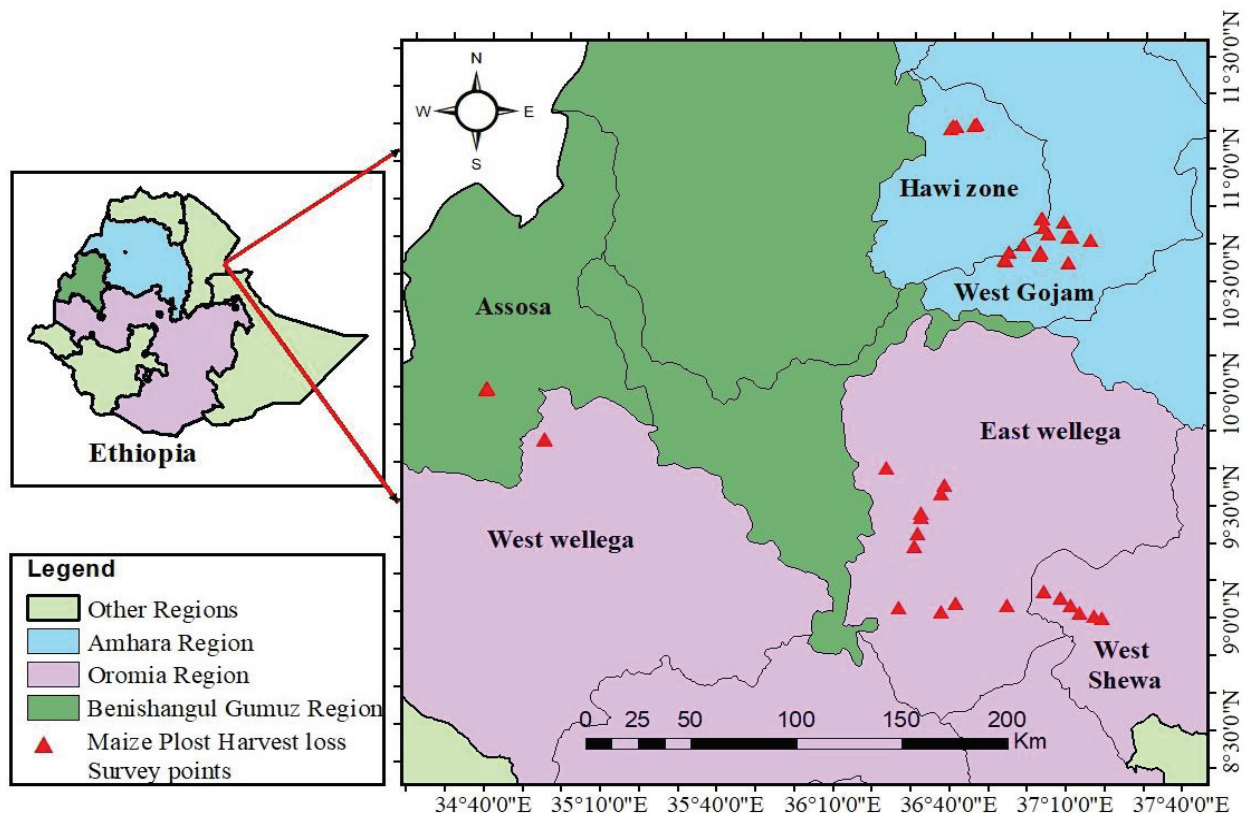 N
W E
S
Hawi zone
West Gojam
Assosa
East wellega
West wellega
West
Shewa
Ethiopia
Legend
Other Regions
Amhara Region
Oromia Region
Benishangul Gumuz Region
Maize Plost Harvest loss
Survey points
0 25 50 100 150 200
Km
11°30'0"N
11°0'0"N
10°30'0"N
10°0'0"N
9°30'0"N
9°0'0"N
8°30'0"N
34°40'0"E 35°10'0"E 35°40'0"E 36°10'0"E 36°40'0"E 37°10'0"E 37°40'0"E